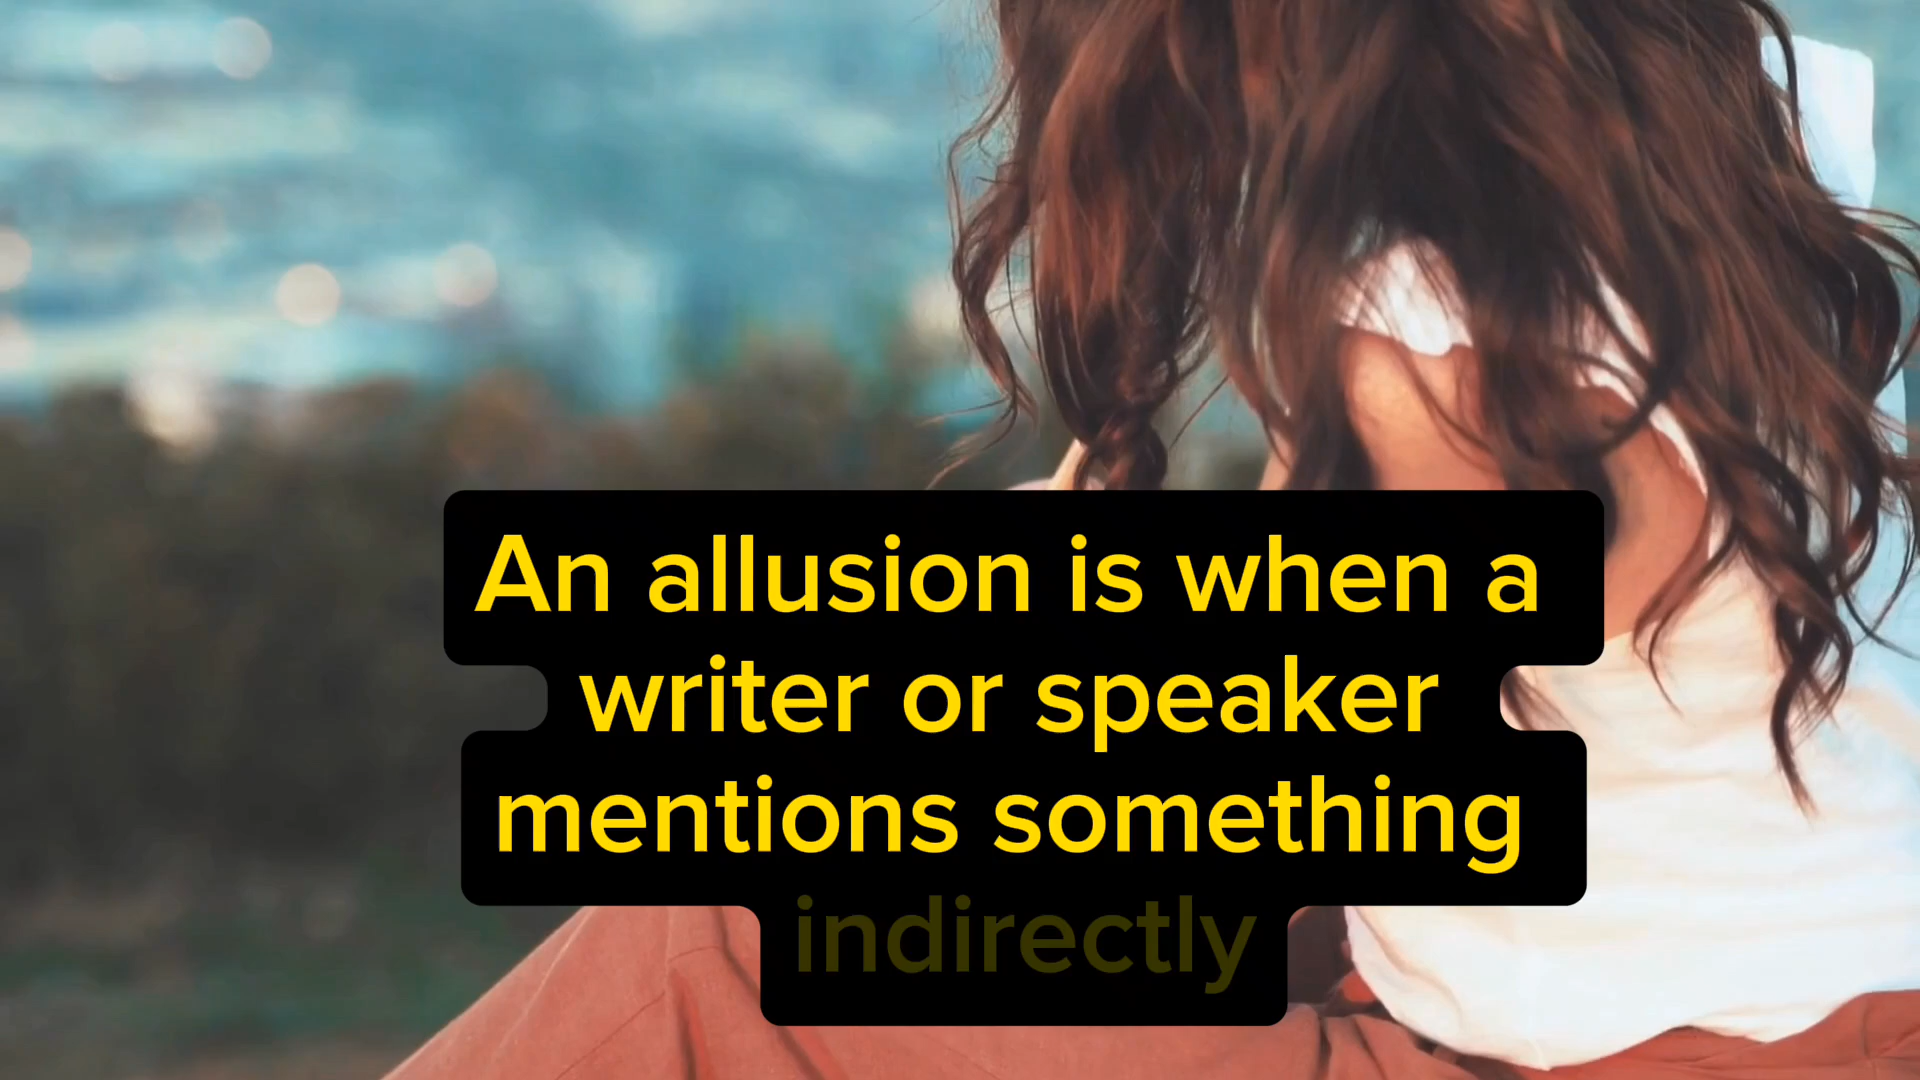 An allusion is when a
writer or speaker
mentions something
indirectly